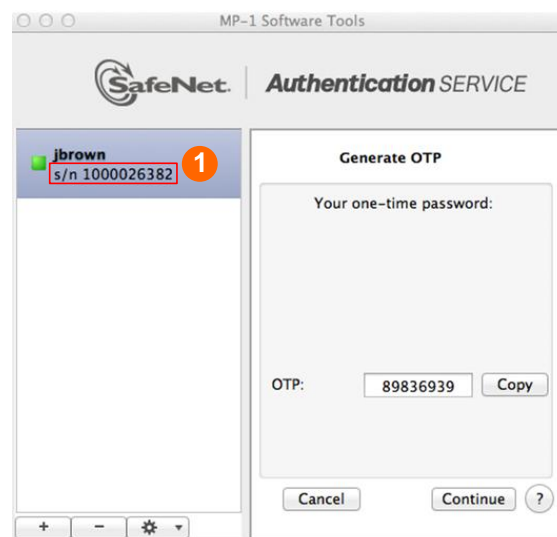 MP-1 Software Tools
SafeNet. Authentication SERVICE
jbrown
s/n 1000026382
1
Generate OTP
Your one-time password:
OTP: 89836939 Copy
Cancel Continue ?
+ −